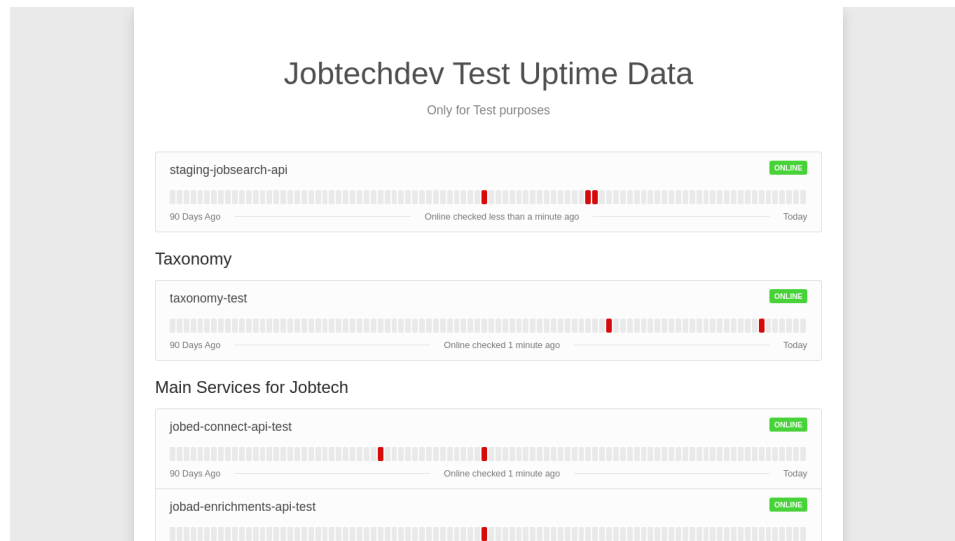 Jobtechdev Test Uptime Data
Only for Test purposes
staging-jobsearch-api
ONLINE
90 Days Ago
Online checked less than a minute ago
Today
Taxonomy
taxonomy-test
ONLINE
90 Days Ago
Online checked 1 minute ago
Today
Main Services for Jobtech
jobed-connect-api-test
ONLINE
90 Days Ago
Online checked 1 minute ago
Today
jobad-enrichments-api-test
ONLINE